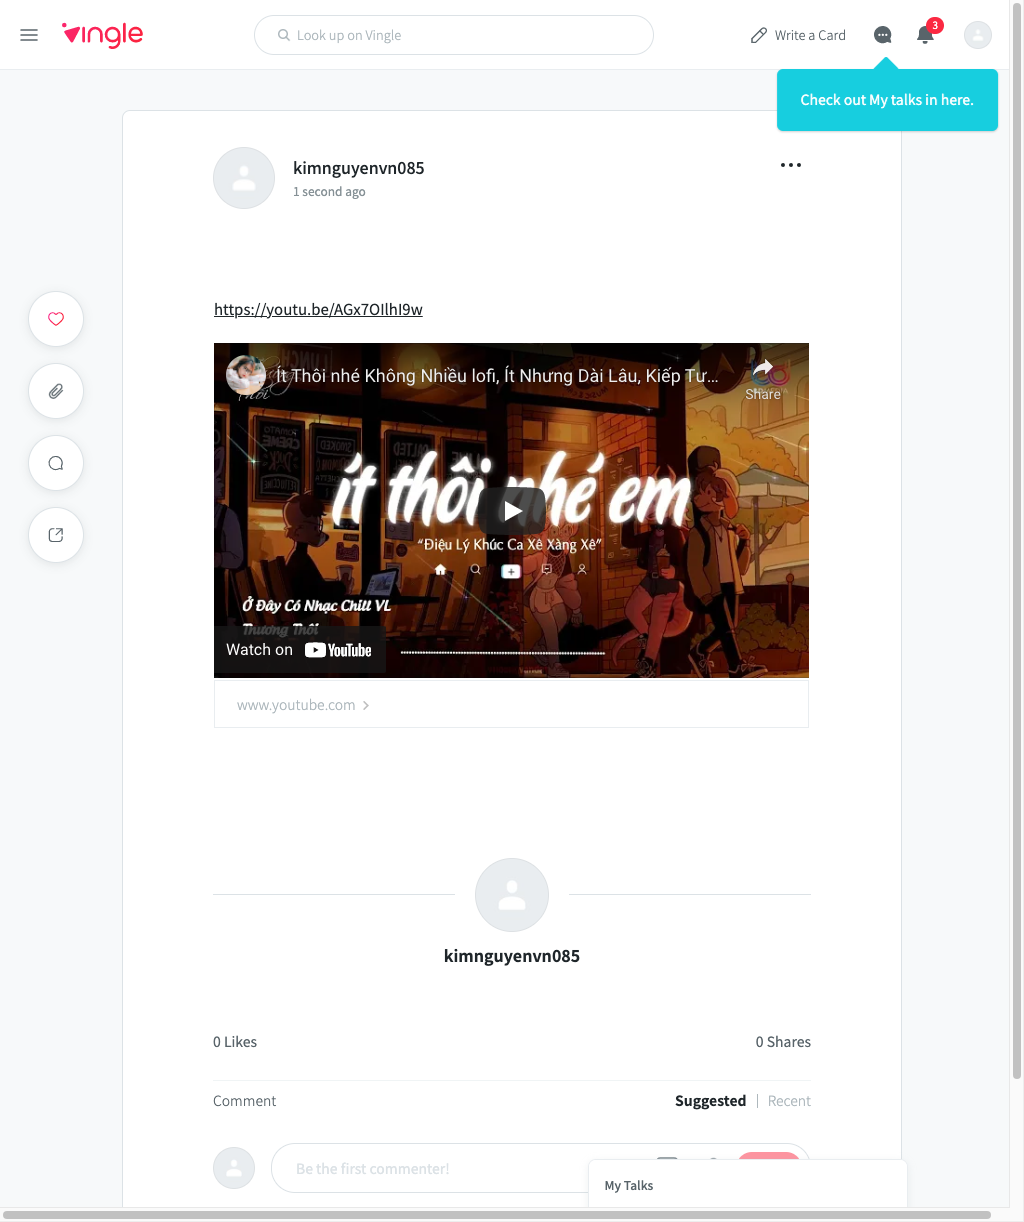 Vingle
Look up on Vingle
Write a Card
3
Check out My talks in here.
kimnguyenvn085
1 second ago
https://youtu.be/AGx7OIlhI9w
Ít Thôi nhé Không Nhiều lofi, Ít Nhưng Dài Lâu, Kiếp Tư...
Share
ít thôi nhé em
“Điệu Lý Khúc Ca Xê Xàng Xê”
Ở Đây Có Nhạc Chill VL
Thương Thôi
Watch on YouTube
www.youtube.com
kimnguyenvn085
0 Likes
0 Shares
Comment
Suggested | Recent
Be the first commenter!
My Talks